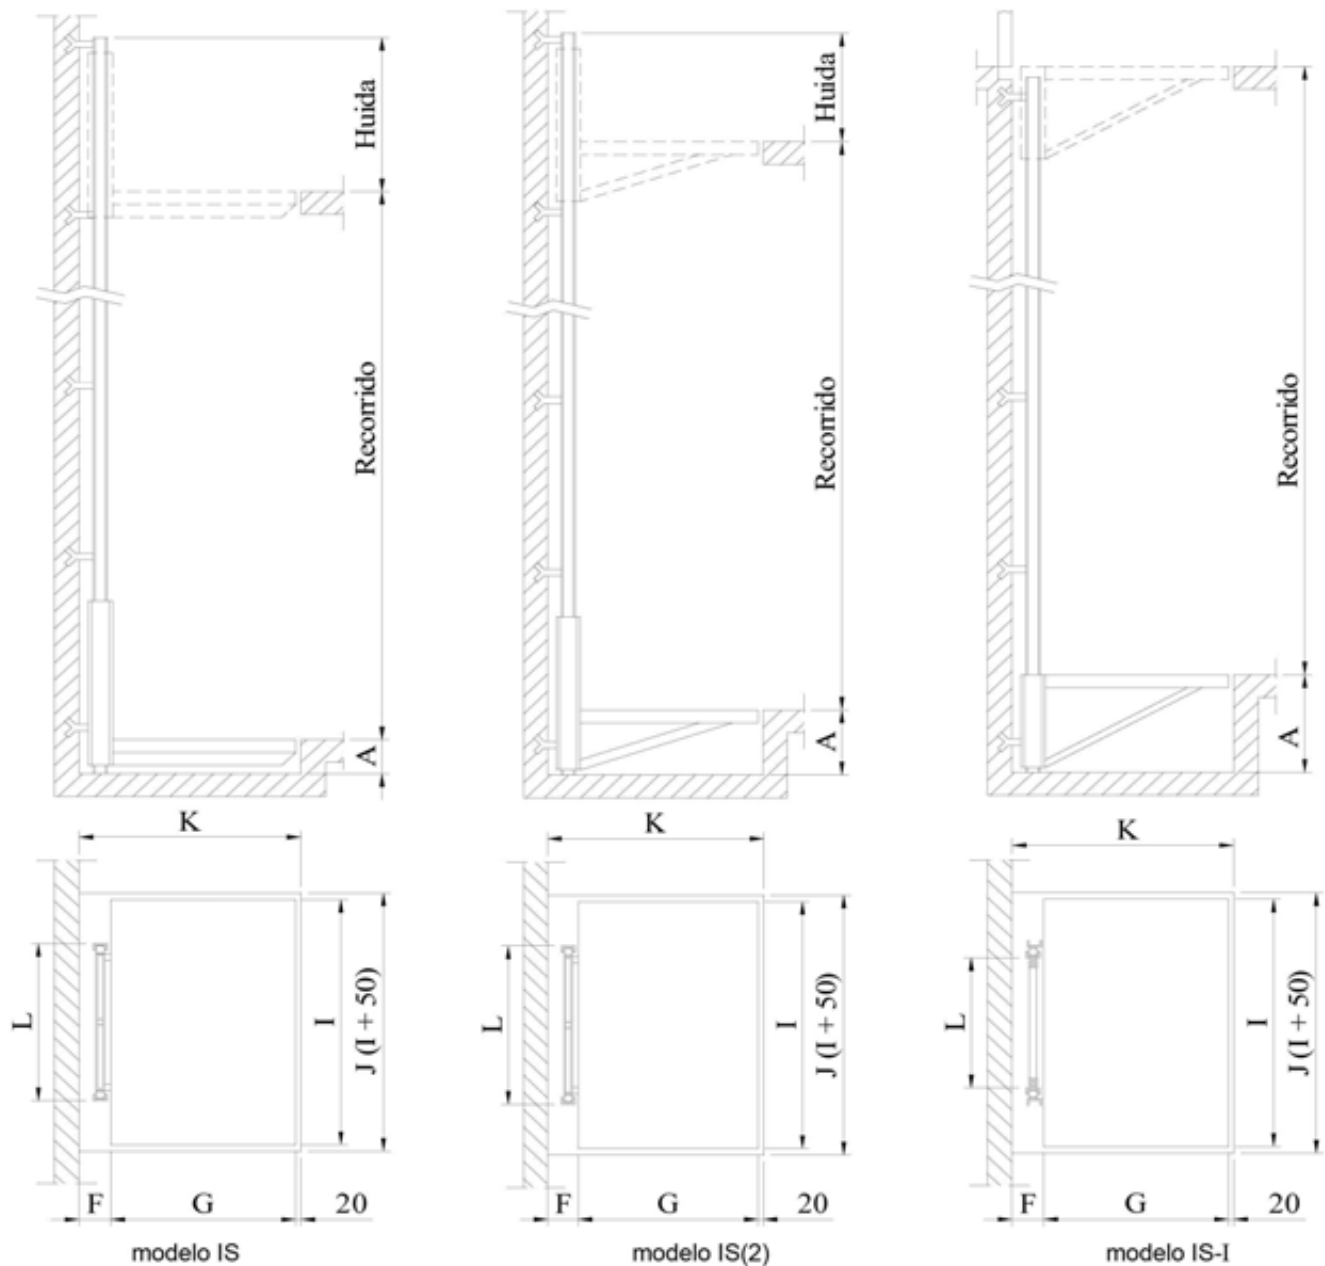 Huida
Recorrido
A
K
L
I
J (I + 50)
F
G
20
modelo IS
Huida
Recorrido
A
K
L
I
J (I + 50)
F
G
20
modelo IS(2)
Recorrido
A
K
L
I
J (I + 50)
F
G
20
modelo IS-I